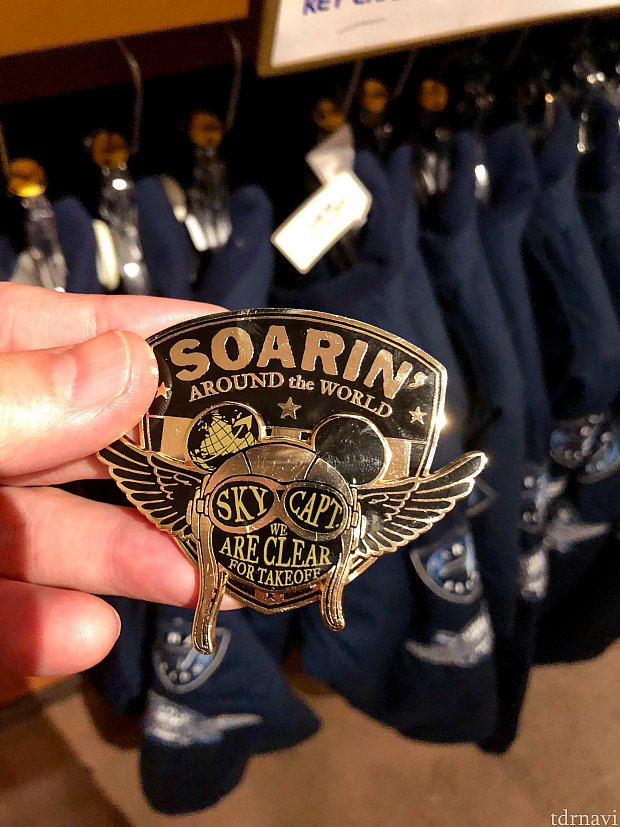 SOARIN'
AROUND the WORLD
SKY CAPT.
WE
ARE CLEAR
FOR TAKEOFF
tdrnavi